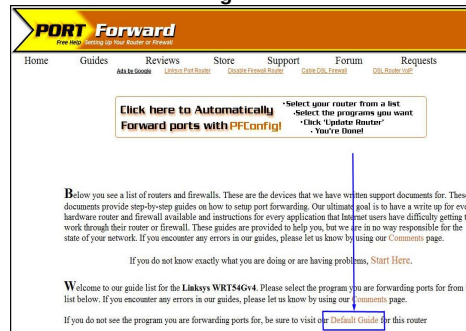 PORT Forward
Free Help Setting Up Your Router or Firewall
Home Guides Reviews Store Support Forum Requests
Ads by Google Linksys Port Router Disable Firewall Router Cable DSL Firewall DSL Router VoIP
Click here to Automatically
Forward ports with PFConfig!
·Select your router from a list
·Select the programs you want
·Click 'Update Router'
· You're Done!
Below you see a list of routers and firewalls. These are the devices that we have written support documents for. These
documents provide step-by-step guides on how to setup port forwarding. Our ultimate goal is to have a write up for eve
hardware router and firewall available and instructions for every application that Internet users have difficulty getting t
work through their router or firewall. These guides are provided to help you, but we are in no way responsible for the
state of your network. If you encounter any errors in our guides, please let us know by using our Comments page.
If you do not know exactly what you are doing or are having problems, Start Here.
Welcome to our guide list for the Linksys WRT54Gv4. Please select the program you are forwarding ports for from
list below. If you encounter any errors in our guides, please let us know by using our Comments page.
If you do not see the program you are forwarding ports for, be sure to visit our Default Guide for this router